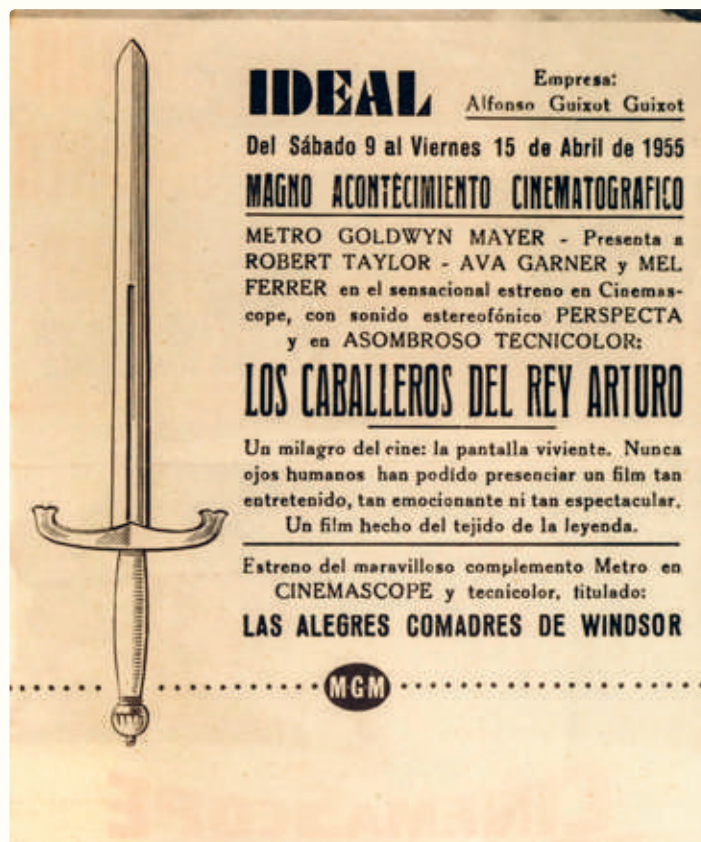 IDEAL
Empresa:
Alfonso Guixot Guixot
Del Sábado 9 al Viernes 15 de Abril de 1955
MAGNO ACONTECIMIENTO CINEMATOGRAFICO
METRO GOLDWYN MAYER - Presenta a
ROBERT TAYLOR - AVA GARNER y MEL
FERRER en el sensacional estreno en Cinemas-
cope, con sonido estereofónico PERSPECTA
y en ASOMBROSO TECNICOLOR:
LOS CABALLEROS DEL REY ARTURO
Un milagro del cine: la pantalla viviente. Nunca
ojos humanos han podido presenciar un film tan
entretenido, tan emocionante ni tan espectacular.
Un film hecho del tejido de la leyenda.
Estreno del maravilloso complemento Metro en
CINEMASCOPE y tecnicolor, titulado:
LAS ALEGRES COMADRES DE WINDSOR
MGM
CINEMASCOPE